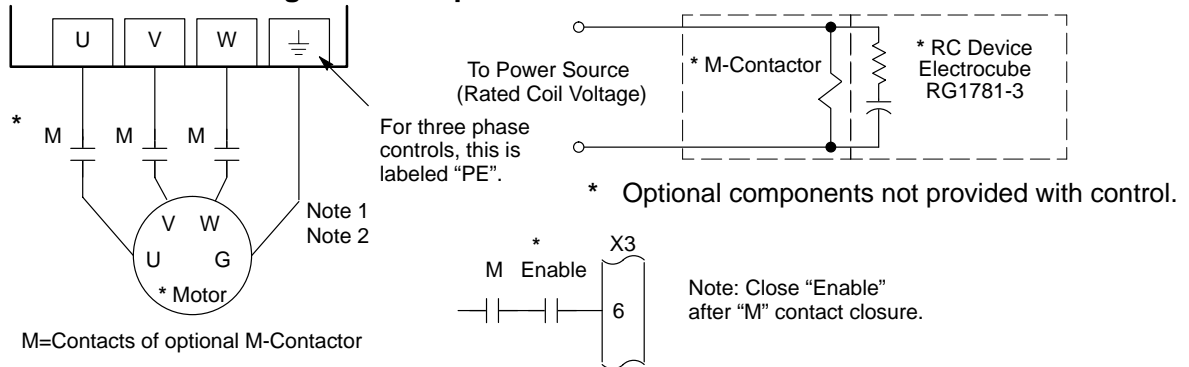 U V W
* M M M
For three phase
controls, this is
labeled “PE”.
V W
U G
* Motor
Note 1
Note 2
M=Contacts of optional M-Contactor
To Power Source
(Rated Coil Voltage)
* M-Contactor
* RC Device
Electrocube
RG1781-3
* Optional components not provided with control.
* X3
M Enable
6
Note: Close “Enable”
after “M” contact closure.